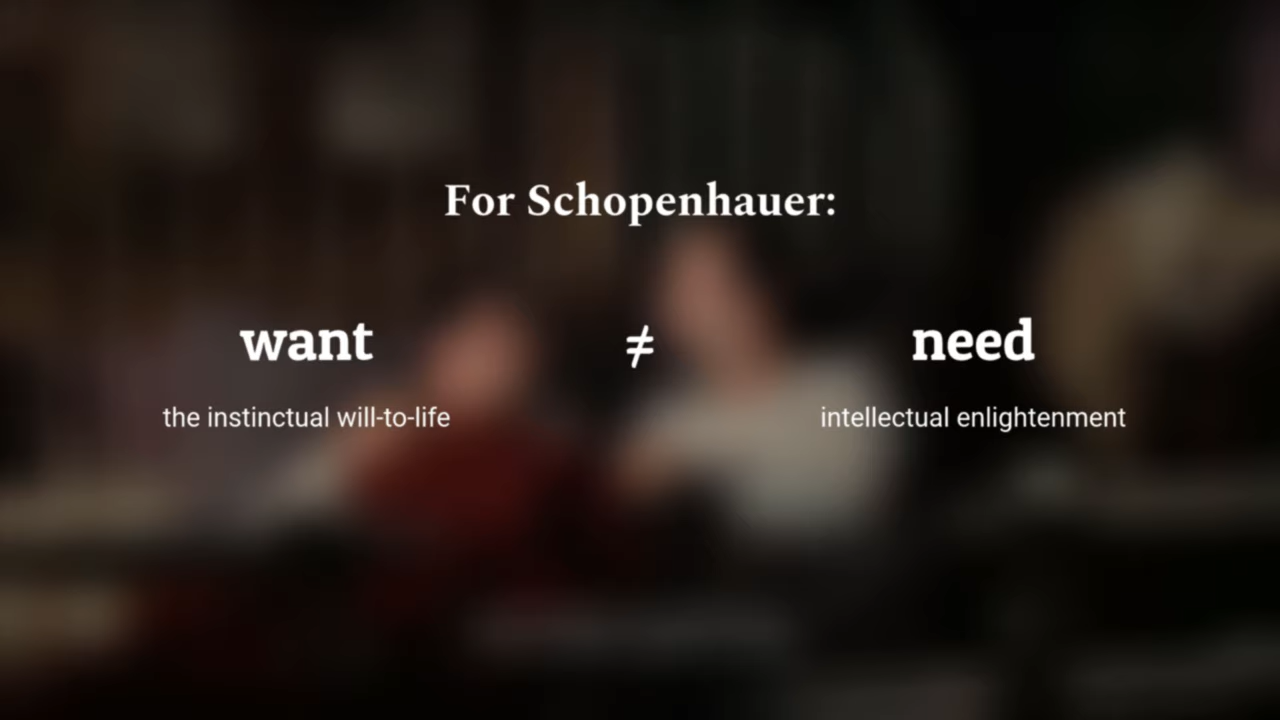 For Schopenhauer:
want ≠ need
the instinctual will-to-life intellectual enlightenment